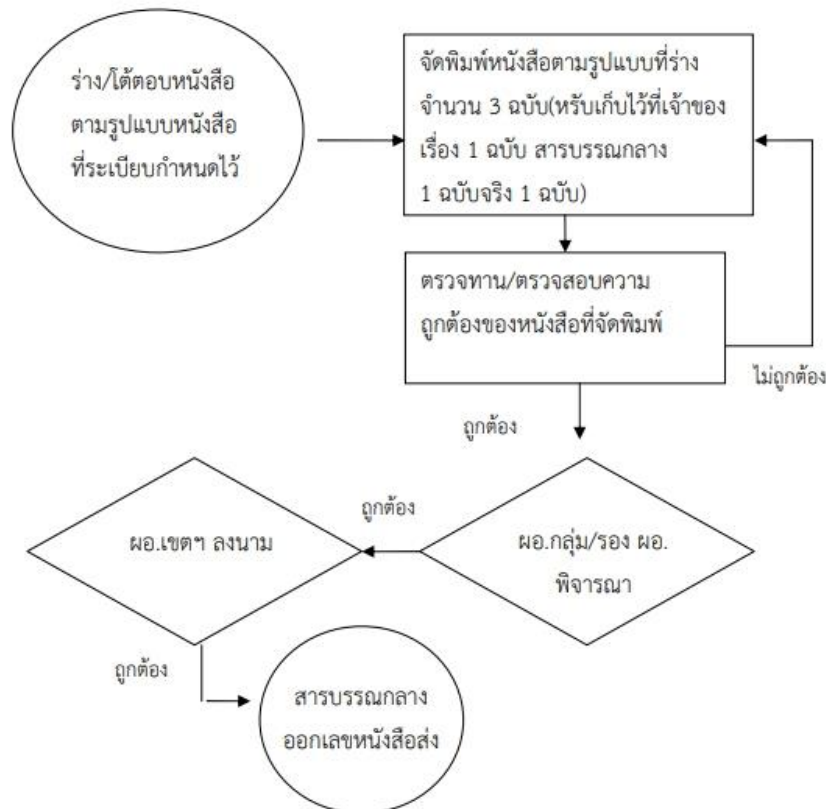 ร่าง/โต้ตอบหนังสือ
ตามรูปแบบหนังสือ
ที่ระเบียบกำหนดไว้
จัดพิมพ์หนังสือตามรูปแบบที่ร่าง
จำนวน 3 ฉบับ(หรับเก็บไว้ที่เจ้าของ
เรื่อง 1 ฉบับ สารบรรณกลาง
1 ฉบับจริง 1 ฉบับ)
ตรวจทาน/ตรวจสอบความ
ถูกต้องของหนังสือที่จัดพิมพ์
ไม่ถูกต้อง
ถูกต้อง
ผอ.กลุ่ม/รอง ผอ.
พิจารณา
ถูกต้อง
ผอ.เขตฯ ลงนาม
ถูกต้อง
สารบรรณกลาง
ออกเลขหนังสือส่ง